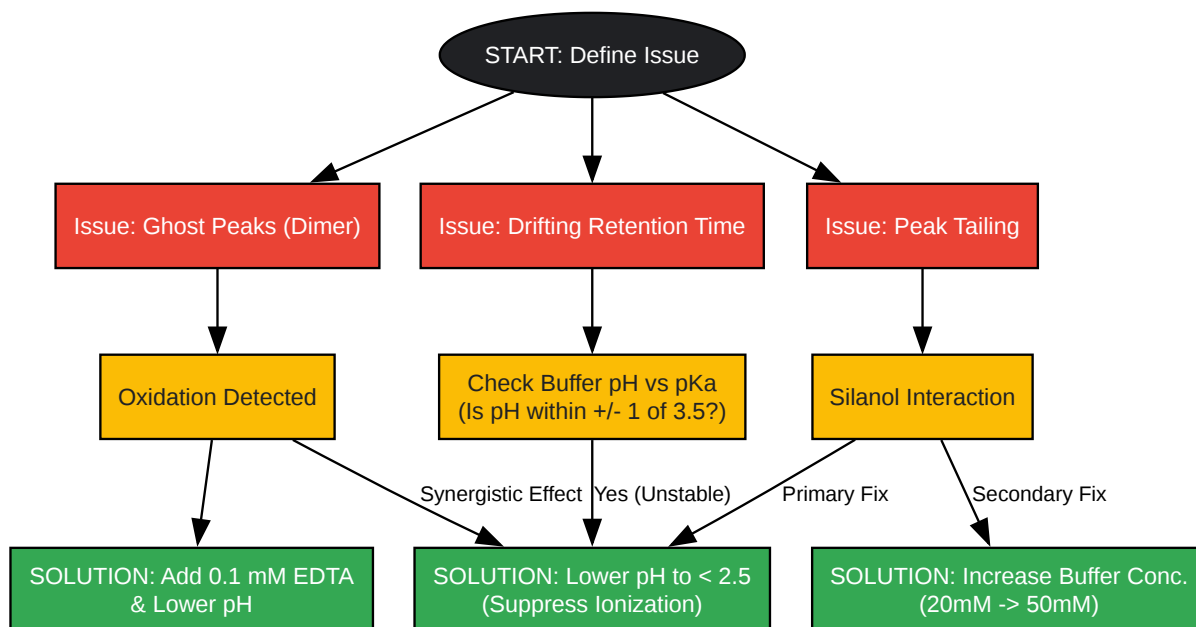 START: Define Issue
Issue: Ghost Peaks (Dimer)
Issue: Drifting Retention Time
Issue: Peak Tailing
Oxidation Detected
Check Buffer pH vs pKa
(Is pH within +/- 1 of 3.5?)
Silanol Interaction
Synergistic Effect
Yes (Unstable)
Primary Fix
Secondary Fix
SOLUTION: Add 0.1 mM EDTA
& Lower pH
SOLUTION: Lower pH to < 2.5
(Suppress Ionization)
SOLUTION: Increase Buffer Conc.
(20mM -> 50mM)